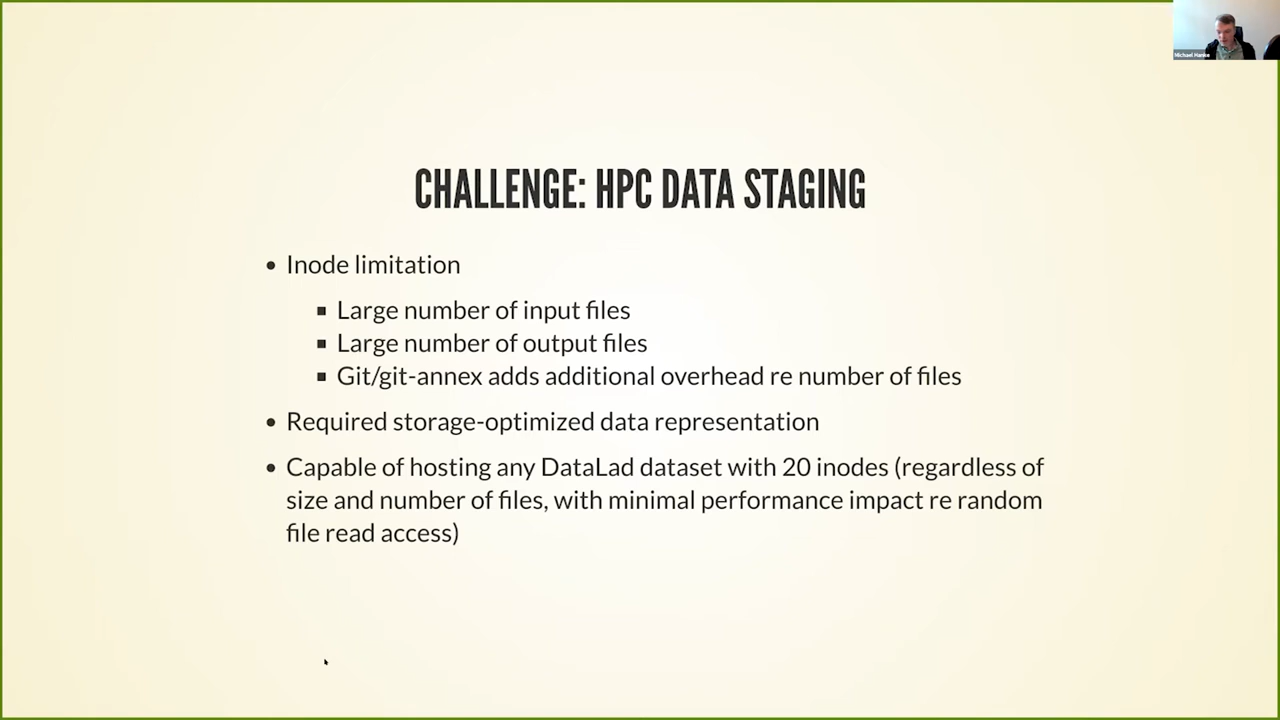 Michael Hanke
CHALLENGE: HPC DATA STAGING
Inode limitation
Large number of input files
Large number of output files
Git/git-annex adds additional overhead re number of files
Required storage-optimized data representation
Capable of hosting any DataLad dataset with 20 inodes (regardless of
size and number of files, with minimal performance impact re random
file read access)